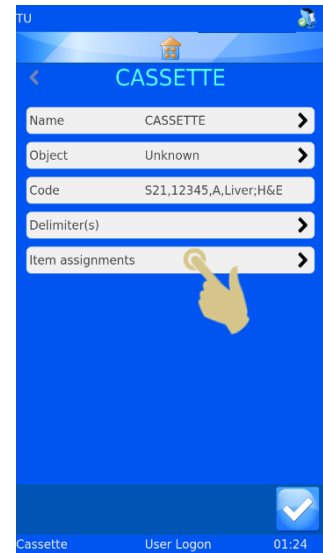 TU
CASSETTE
Name CASSETTE
Object Unknown
Code S21,12345,A,Liver;H&E
Delimiter(s)
Item assignments
Cassette User Logon 01:24